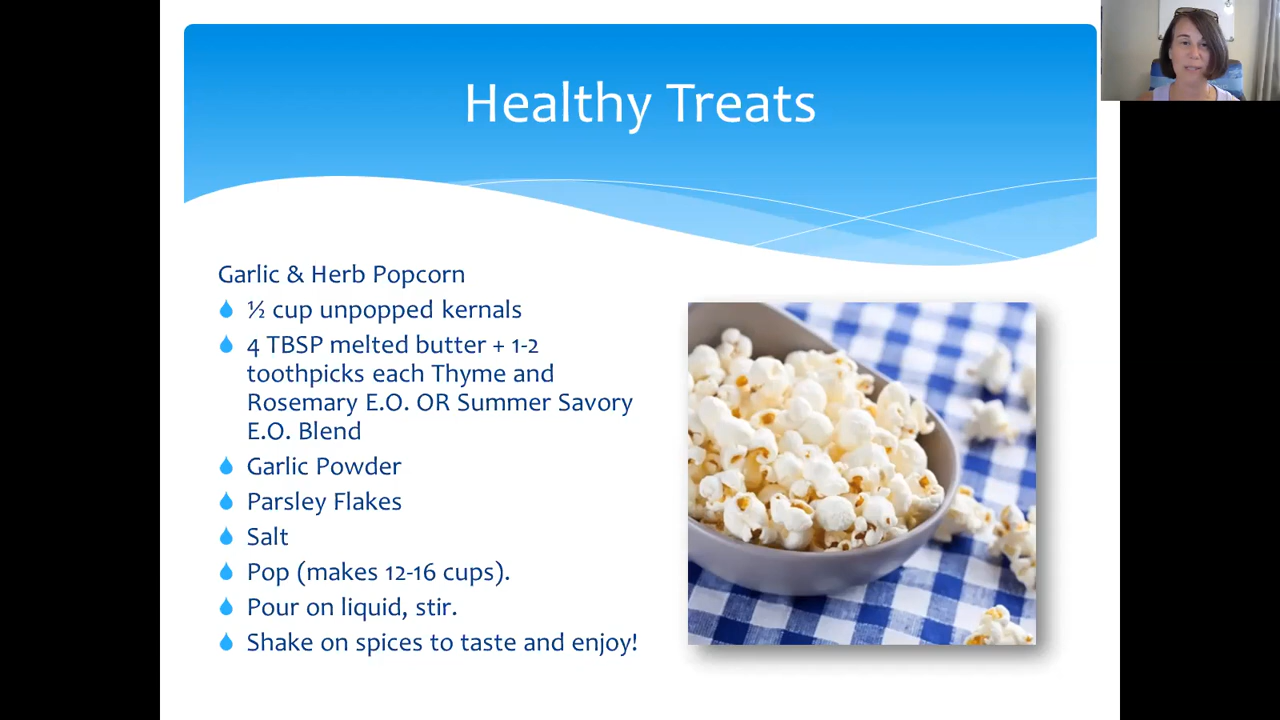 Healthy Treats
Garlic & Herb Popcorn
½ cup unpopped kernals
4 TBSP melted butter + 1-2
toothpicks each Thyme and
Rosemary E.O. OR Summer Savory
E.O. Blend
Garlic Powder
Parsley Flakes
Salt
Pop (makes 12-16 cups).
Pour on liquid, stir.
Shake on spices to taste and enjoy!